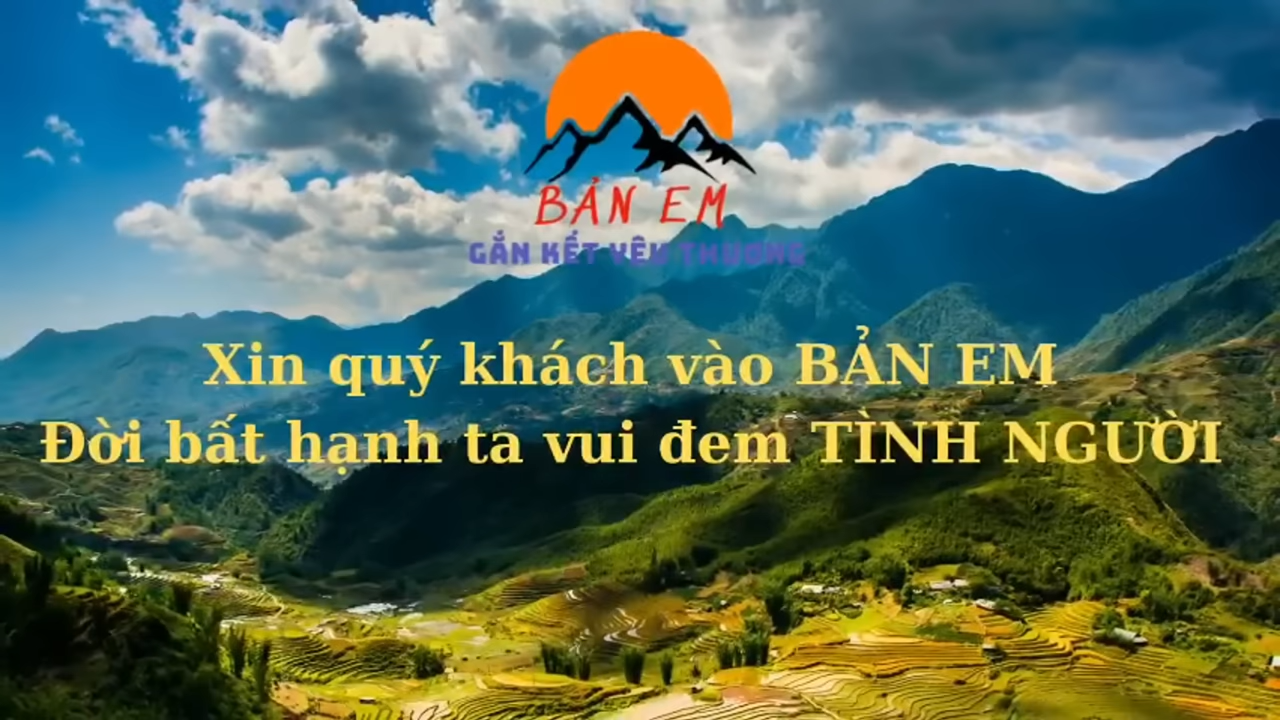 BẢN EM
GẮN KẾT YÊU THƯƠNG
Xin quý khách vào BẢN EM
Đời bất hạnh ta vui đem TÌNH NGƯỜI